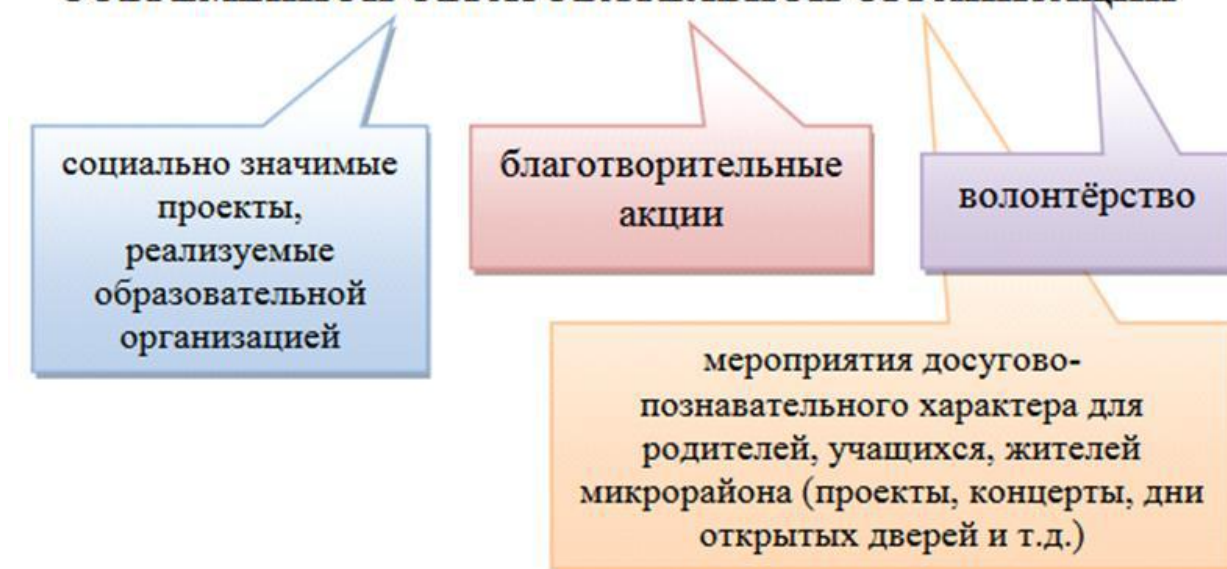 социально значимые
проекты,
реализуемые
образовательной
организацией
благотворительные
акции
волонтёрство
мероприятия досугово-
познавательного характера для
родителей, учащихся, жителей
микрорайона (проекты, концерты, дни
открытых дверей и т.д.)